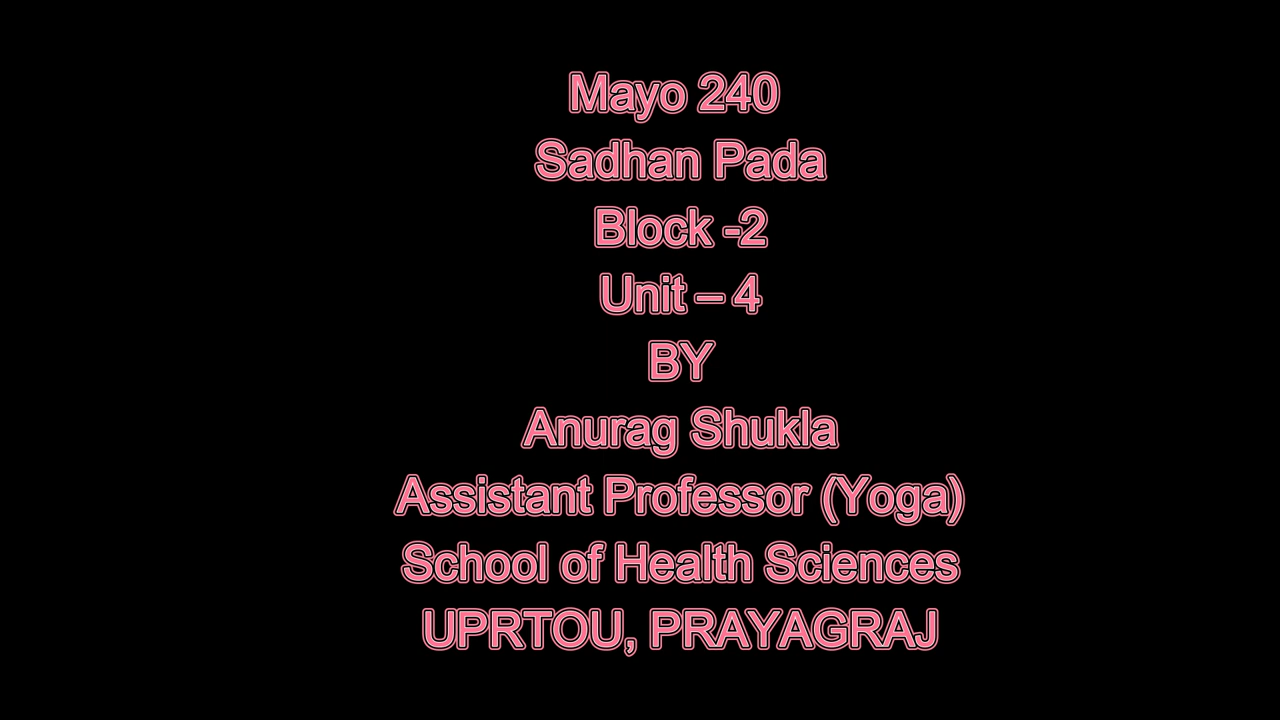 Mayo 240
Sadhan Pada
Block -2
Unit – 4
BY
Anurag Shukla
Assistant Professor (Yoga)
School of Health Sciences
UPRTOU, PRAYAGRAJ